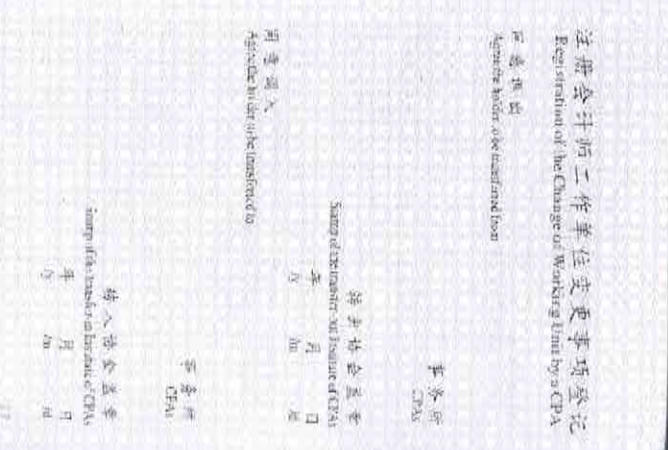 注册会计师工作单位变更事项登记
Registration of the Change of Working Unit by a CPA
同意调出
Agree the holder to be transferred from
事务所
CPAs
转出协会盖章
Stamp of the transfer-out Institute of CPAs
年 月 日
/y /m /d
同意调入
Agree the holder to be transferred to
事务所
CPAs
转入协会盖章
Stamp of the transfer-in Institute of CPAs
年 月 日
/y /m /d